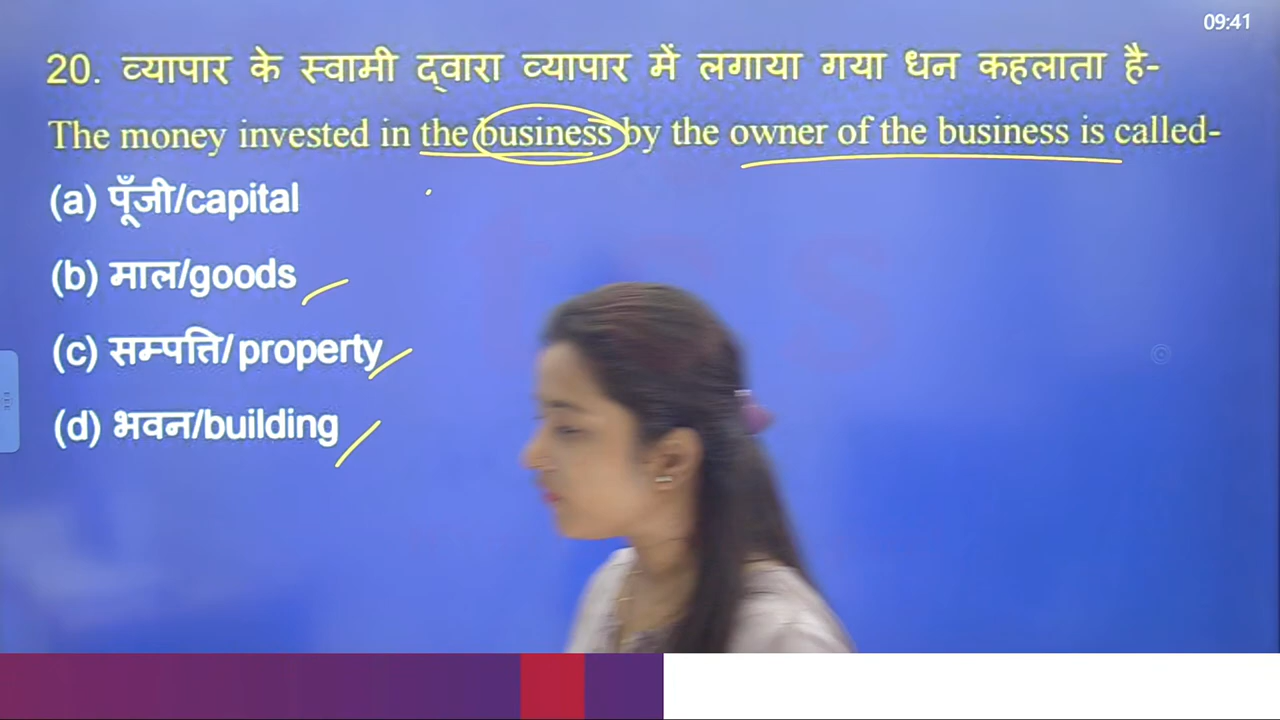 09:41
20. व्यापार के स्वामी द्वारा व्यापार में लगाया गया धन कहलाता है-
The money invested in the business by the owner of the business is called-
(a) पूँजी/capital
(b) माल/goods
(c) सम्पत्ति/property
(d) भवन/building